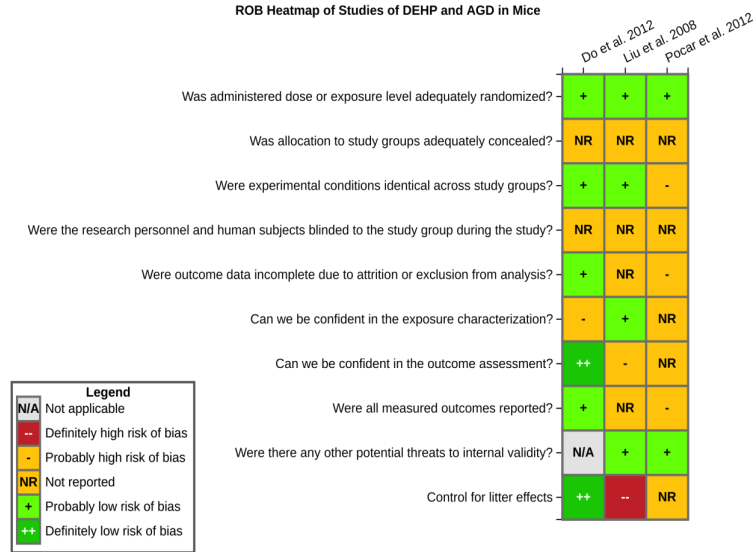 ROB Heatmap of Studies of DEHP and AGD in Mice
Do et al. 2012
Liu et al. 2008
Pocar et al. 2012
Was administered dose or exposure level adequately randomized? + + +
Was allocation to study groups adequately concealed? NR NR NR
Were experimental conditions identical across study groups? + + -
Were the research personnel and human subjects blinded to the study group during the study? NR NR NR
Were outcome data incomplete due to attrition or exclusion from analysis? + NR -
Can we be confident in the exposure characterization? - + NR
Can we be confident in the outcome assessment? ++ - NR
Were all measured outcomes reported? + NR -
Were there any other potential threats to internal validity? N/A + +
Control for litter effects ++ -- NR
Legend
N/A Not applicable
-- Definitely high risk of bias
- Probably high risk of bias
NR Not reported
+ Probably low risk of bias
++ Definitely low risk of bias